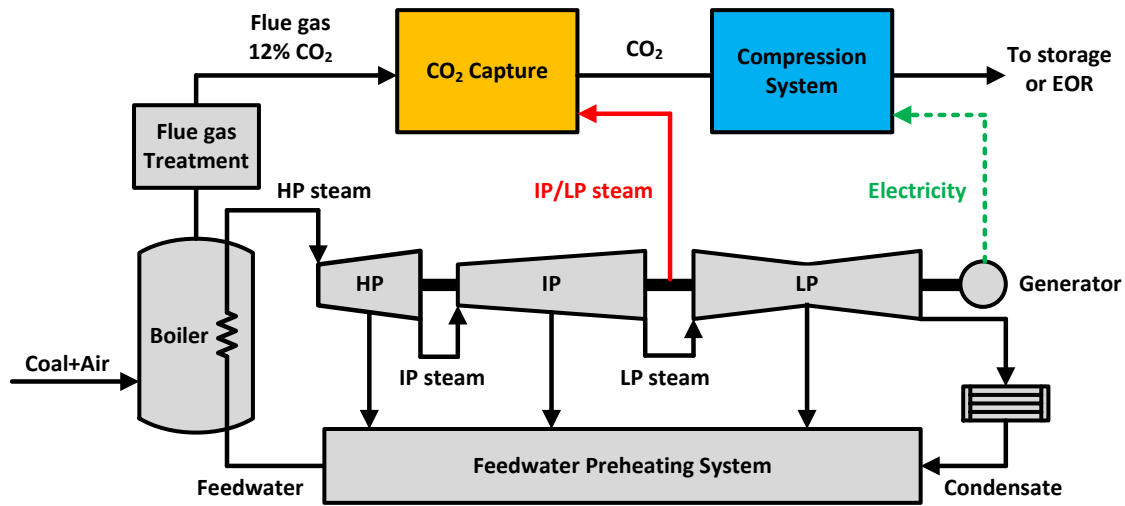 Flue gas
12% CO₂
CO₂ Capture
CO₂
Compression
System
To storage
or EOR
Flue gas
Treatment
HP steam
IP/LP steam
Electricity
HP
IP
LP
Generator
Boiler
Coal+Air
IP steam
LP steam
Feedwater Preheating System
Feedwater
Condensate